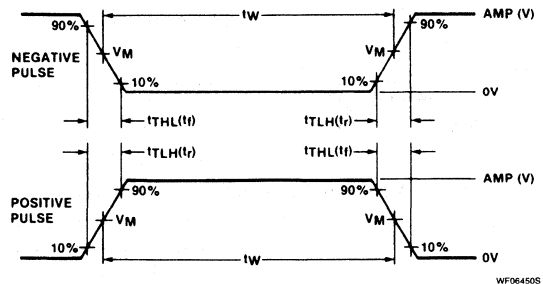 90% tW 90% AMP (V)
NEGATIVE PULSE
VM VM
10% 10%
0V
tTHL(tf) tTLH(tr)
tTLH(tr) tTHL(tf)
AMP (V)
POSITIVE PULSE
90% 90%
VM VM
10% 10%
tW 0V
WF06450S